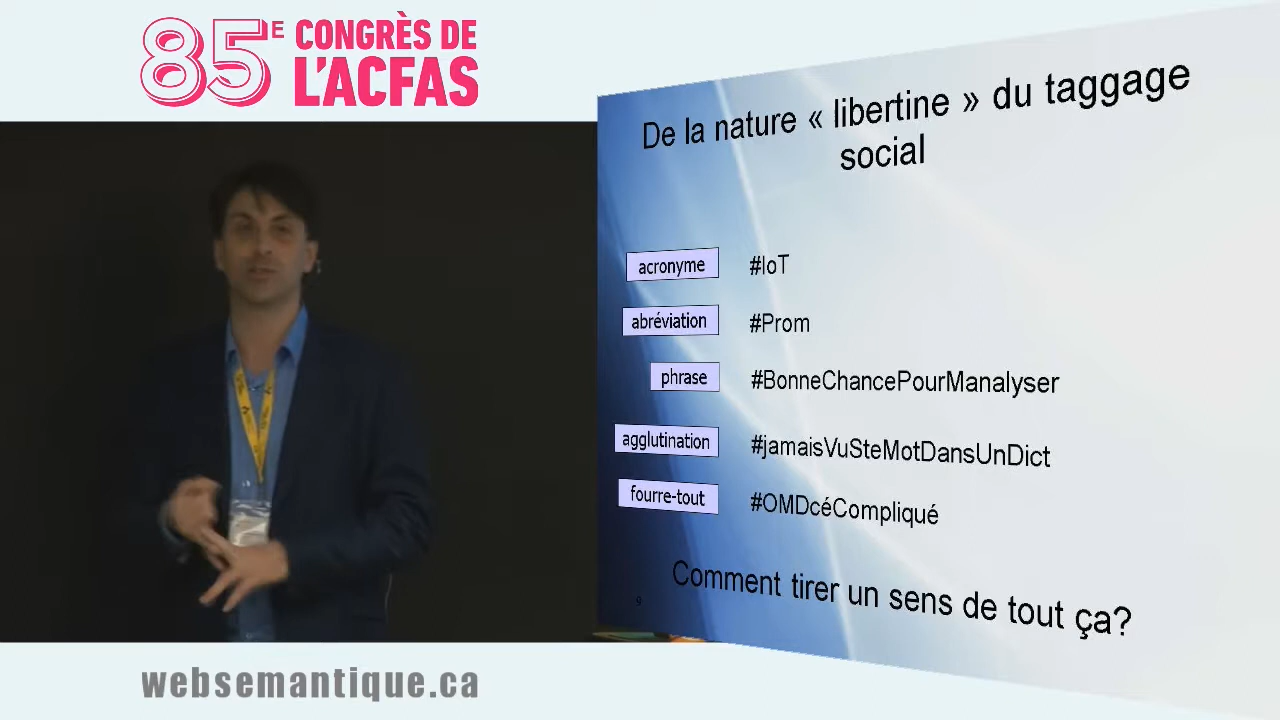 85E CONGRÈS DE
L'ACFAS
De la nature « libertine » du taggage
social
acronyme #IoT
abréviation #Prom
phrase #BonneChancePourManalyser
agglutination #jamaisVuSteMotDansUnDict
fourre-tout #OMDcéCompliqué
Comment tirer un sens de tout ça?
9
websemantique.ca